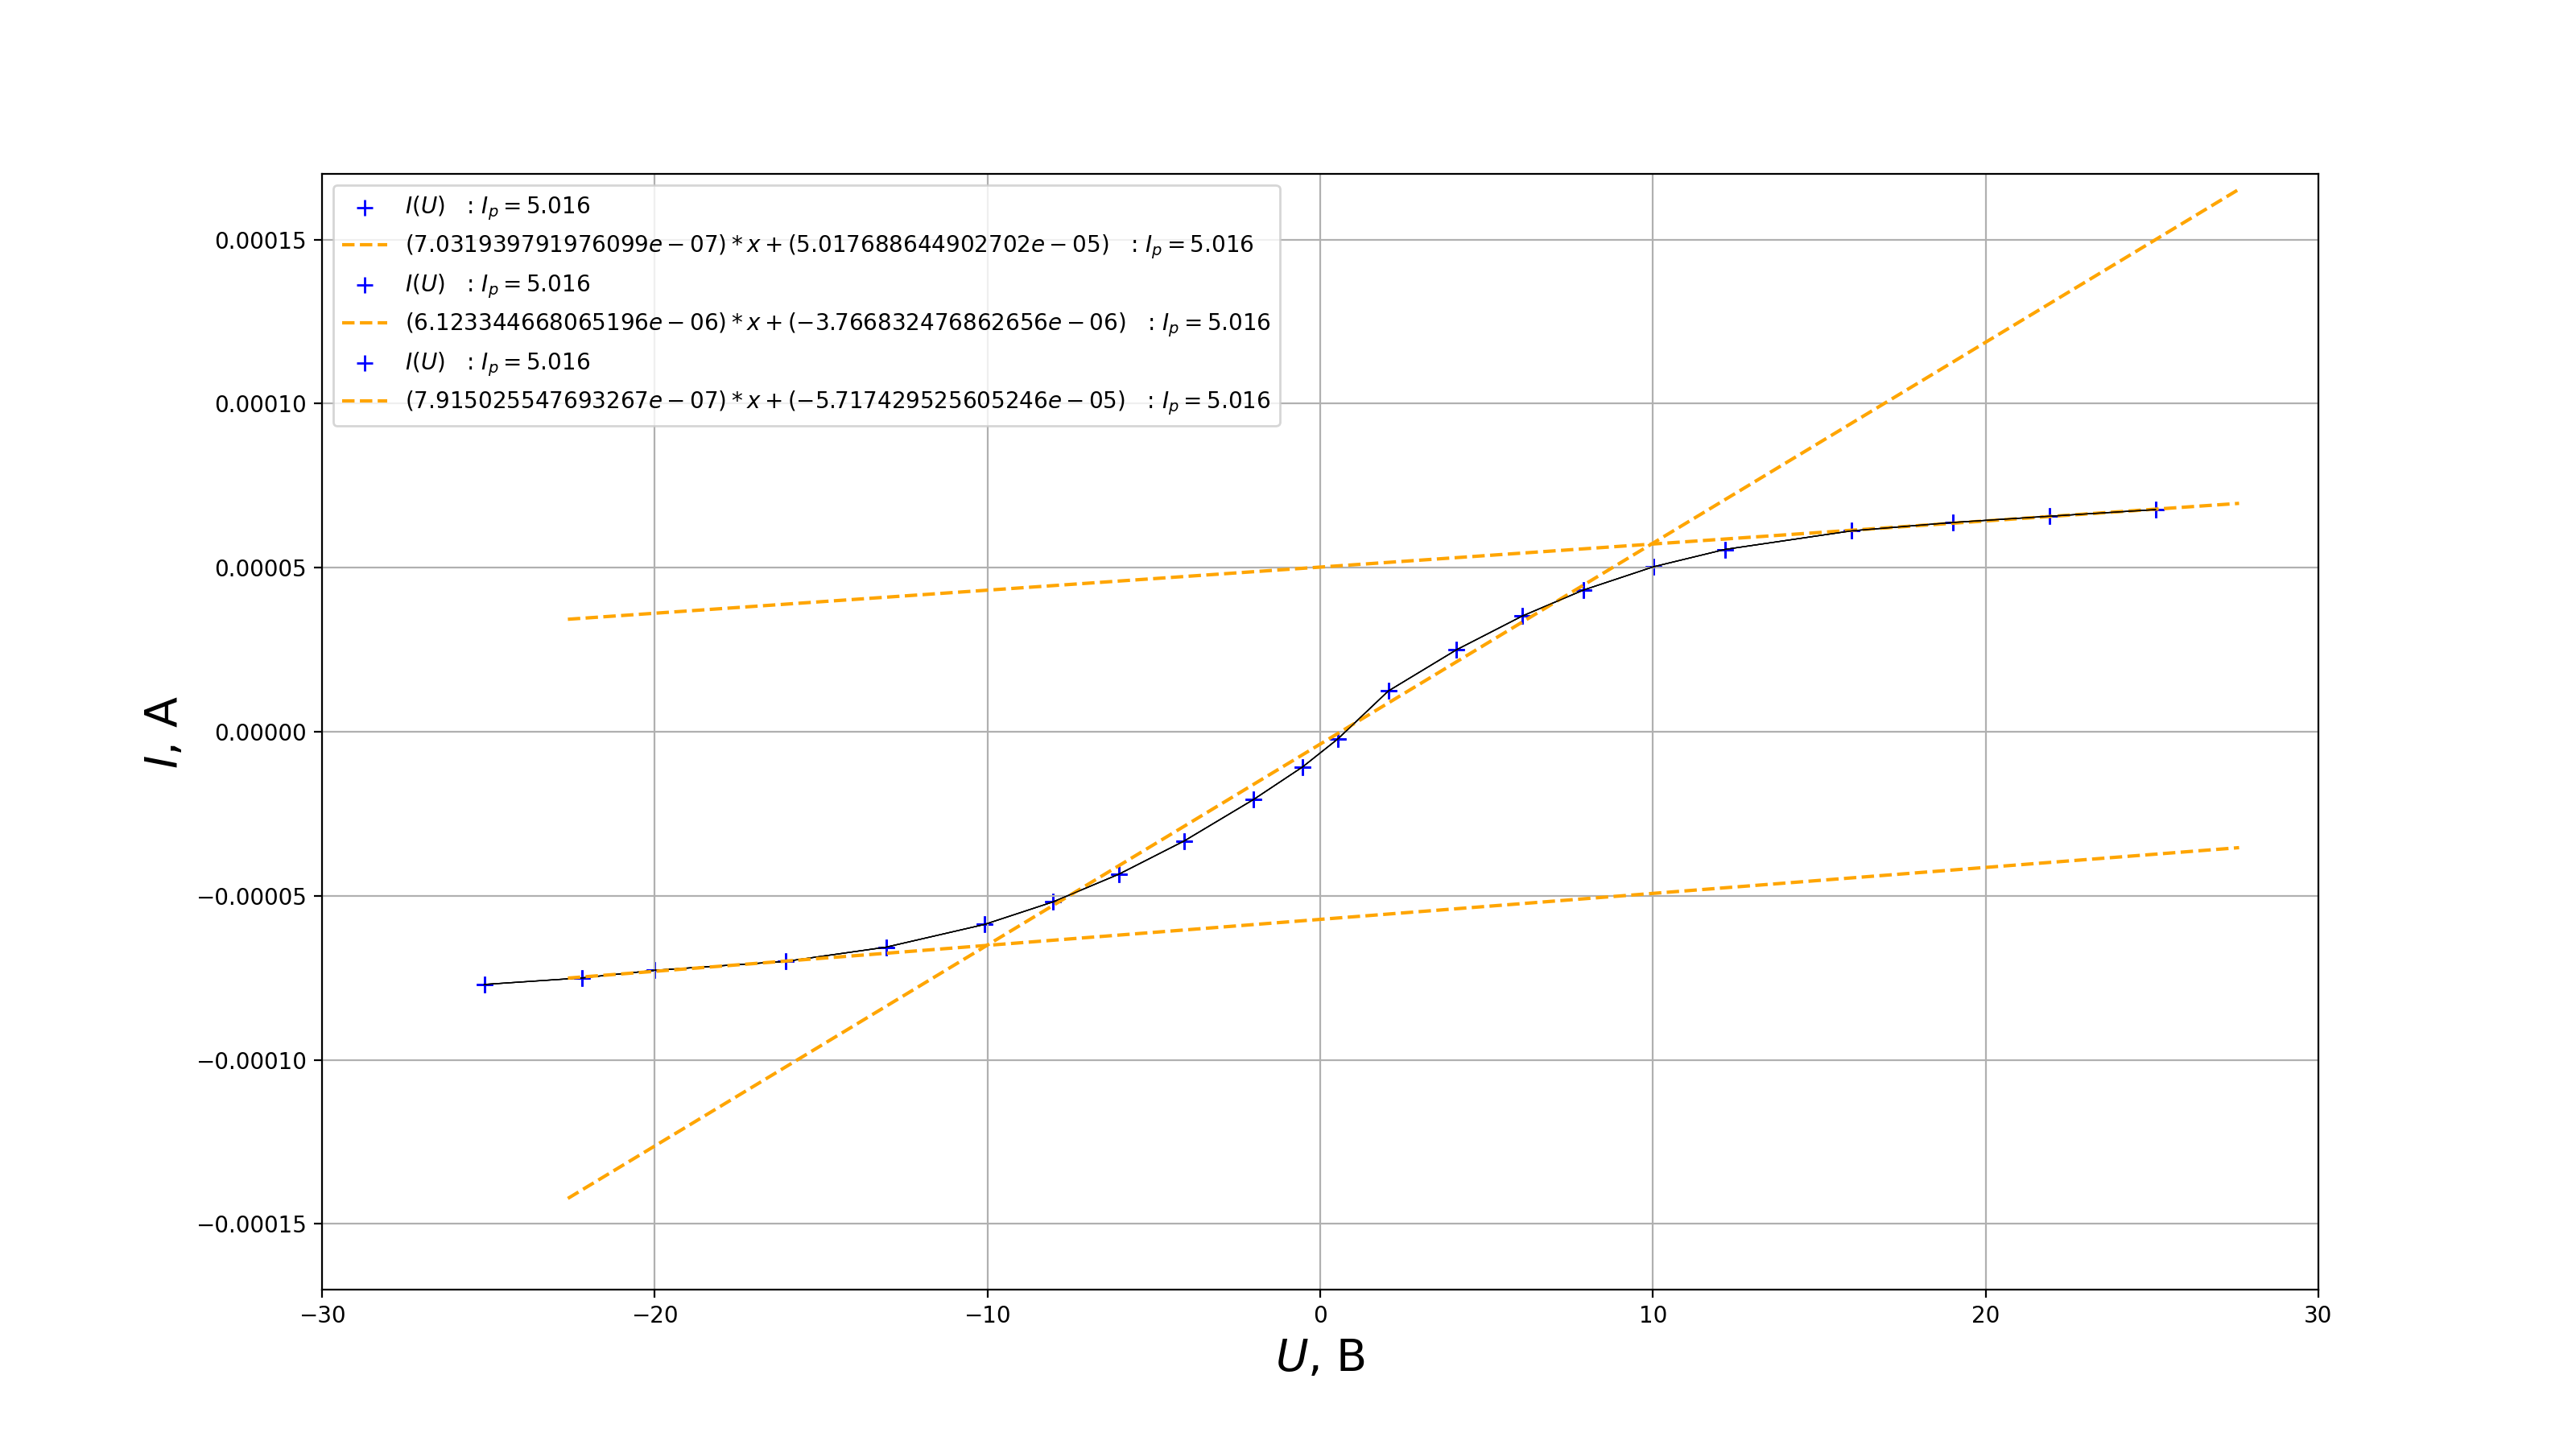 I(U) : I_p = 5.016
(7.031939791976099e − 07) * x + (5.017688644902702e − 05) : I_p = 5.016
I(U) : I_p = 5.016
(6.123344668065196e − 06) * x + (−3.766832476862656e − 06) : I_p = 5.016
I(U) : I_p = 5.016
(7.915025547693267e − 07) * x + (−5.717429525605246e − 05) : I_p = 5.016
0.00015
0.00010
0.00005
0.00000
−0.00005
−0.00010
−0.00015
I, А
−30 −20 −10 0 10 20 30
U, В